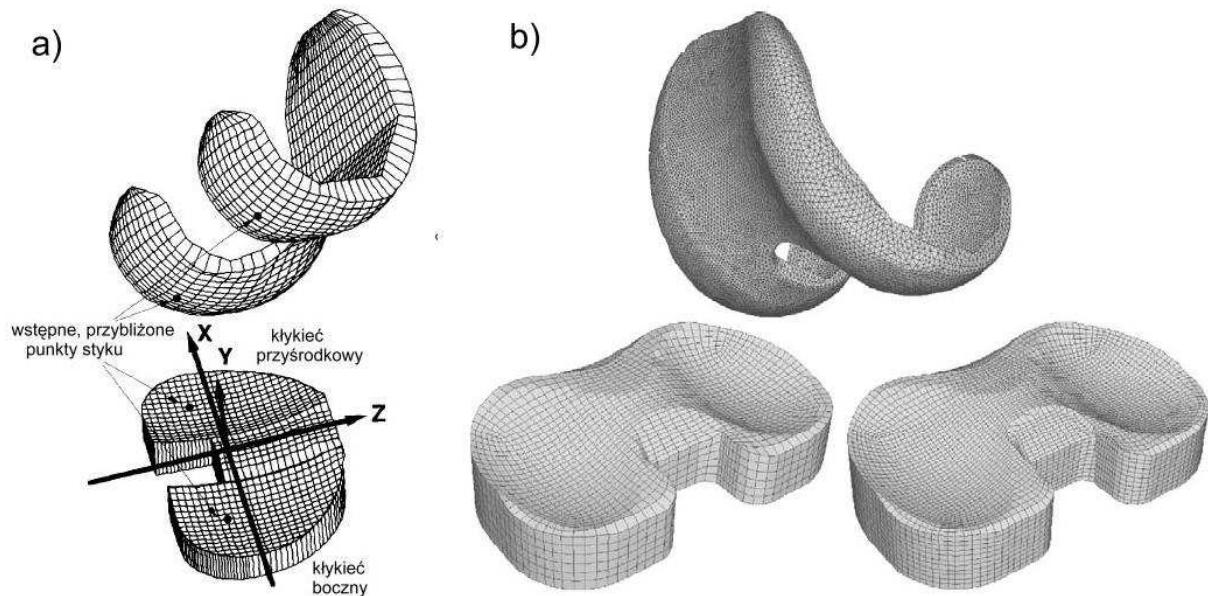 a)
b)
wstępne, przybliżone
punkty styku
kłykieć
przyśrodkowy
X
Y
Z
kłykieć
boczny